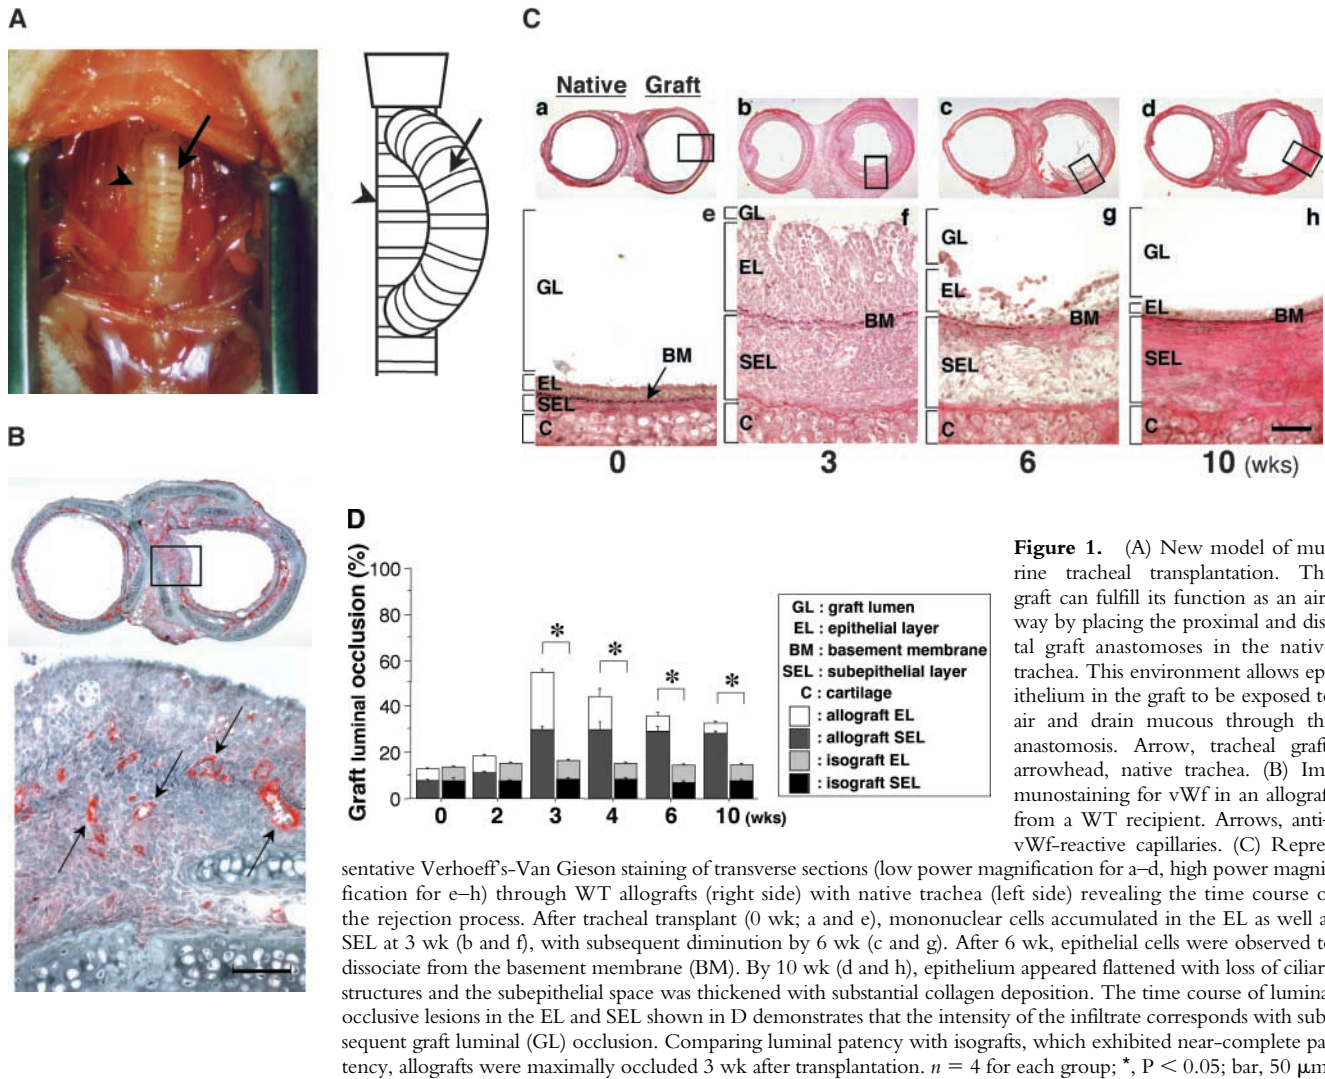 A
C
Native Graft
a
b
c
d
e
f
g
h
GL
EL
SEL
C
BM
GL
EL
SEL
C
BM
GL
EL
SEL
C
BM
GL
EL
SEL
C
BM
0 3 6 10 (wks)
B
D
Graft luminal occlusion (%)
100
80
60
40
20
0
* * * *
0 2 3 4 6 10 (wks)
GL : graft lumen
EL : epithelial layer
BM : basement membrane
SEL : subepithelial layer
C : cartilage
: allograft EL
: allograft SEL
: isograft EL
: isograft SEL
Figure 1. (A) New model of mu
rine tracheal transplantation. Th
graft can fulfill its function as an air
way by placing the proximal and dis
tal graft anastomoses in the nativ
trachea. This environment allows ep
ithelium in the graft to be exposed t
air and drain mucous through th
anastomosis. Arrow, tracheal graft
arrowhead, native trachea. (B) Im
munostaining for vWf in an allograf
from a WT recipient. Arrows, anti-
vWf-reactive capillaries. (C) Repre
sentative Verhoeff's-Van Gieson staining of transverse sections (low power magnification for a–d, high power magni
fication for e–h) through WT allografts (right side) with native trachea (left side) revealing the time course o
the rejection process. After tracheal transplant (0 wk; a and e), mononuclear cells accumulated in the EL as well a
SEL at 3 wk (b and f), with subsequent diminution by 6 wk (c and g). After 6 wk, epithelial cells were observed t
dissociate from the basement membrane (BM). By 10 wk (d and h), epithelium appeared flattened with loss of ciliar
structures and the subepithelial space was thickened with substantial collagen deposition. The time course of lumina
occlusive lesions in the EL and SEL shown in D demonstrates that the intensity of the infiltrate corresponds with sub
sequent graft luminal (GL) occlusion. Comparing luminal patency with isografts, which exhibited near-complete pa
tency, allografts were maximally occluded 3 wk after transplantation. n = 4 for each group; *, P < 0.05; bar, 50 μm